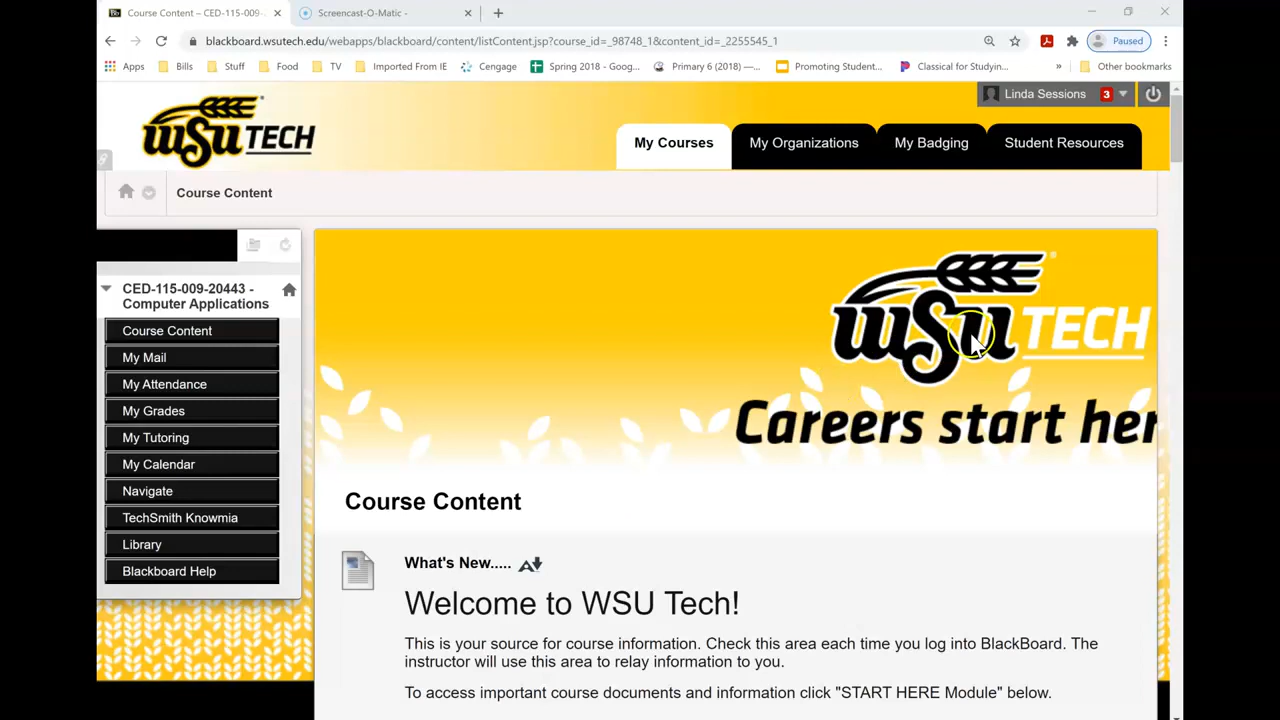 Course Content – CED-115-009-
Screencast-O-Matic -
blackboard.wsutech.edu/webapps/blackboard/content/listContent.jsp?course_id=_98748_1&content_id=_2255545_1
Paused
Apps
Bills
Stuff
Food
TV
Imported From IE
Cengage
Spring 2018 - Goog...
Primary 6 (2018) —...
Promoting Student...
Classical for Studyin...
»
Other bookmarks
Linda Sessions
3
WSU TECH
My Courses
My Organizations
My Badging
Student Resources
Course Content
CED-115-009-20443 -
Computer Applications
Course Content
My Mail
My Attendance
My Grades
My Tutoring
My Calendar
Navigate
TechSmith Knowmia
Library
Blackboard Help
WSU TECH
Careers start her
Course Content
What's New.....
Welcome to WSU Tech!
This is your source for course information. Check this area each time you log into BlackBoard. The
instructor will use this area to relay information to you.
To access important course documents and information click "START HERE Module" below.